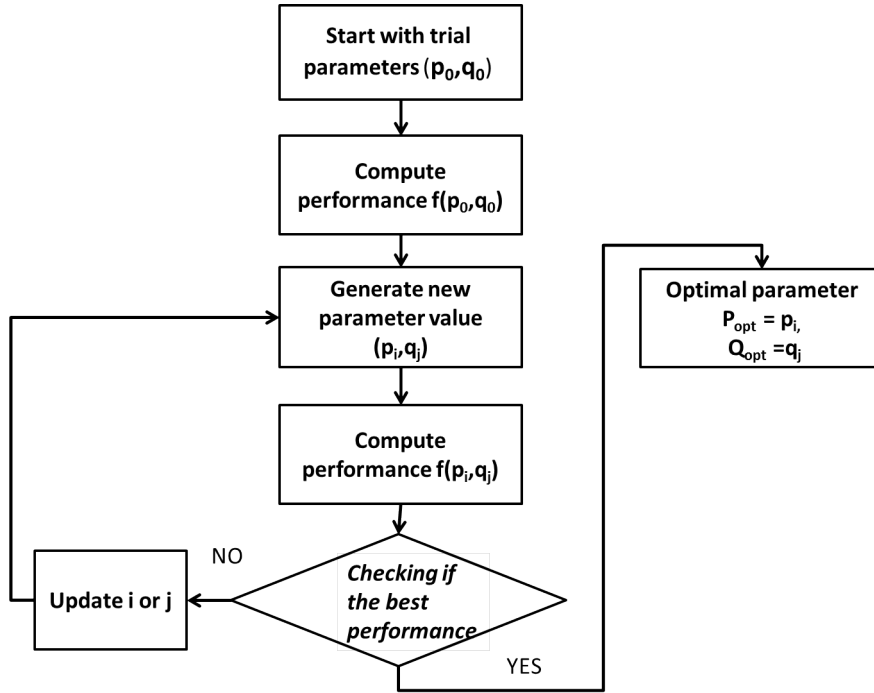 Start with trial
parameters (p₀,q₀)
Compute
performance f(p₀,q₀)
Generate new
parameter value
(pᵢ,qⱼ)
Compute
performance f(pᵢ,qⱼ)
Checking if
the best
performance
NO
Update i or j
YES
Optimal parameter
Pₒₚₜ = pᵢ,
Qₒₚₜ =qⱼ